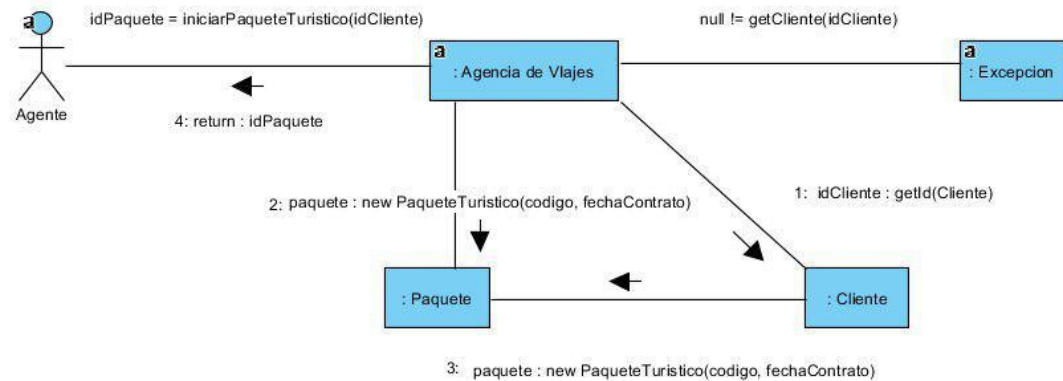 a
idPaquete = iniciarPaqueteTuristico(idCliente)
null != getCliente(idCliente)
a
: Agencia de VIajes
a
: Excepcion
Agente
4: return : idPaquete
2: paquete : new PaqueteTuristico(codigo, fechaContrato)
1: idCliente : getId(Cliente)
: Paquete
: Cliente
3: paquete : new PaqueteTuristico(codigo, fechaContrato)